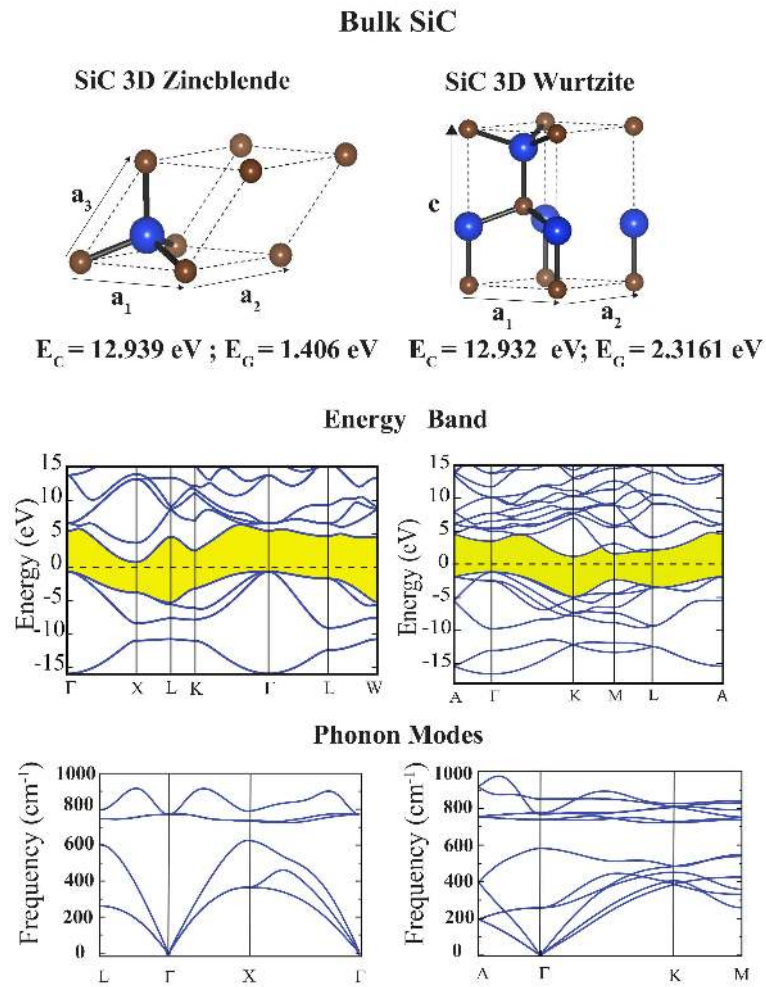 Bulk SiC
SiC 3D Zincblende
SiC 3D Wurtzite
a3
a1
a2
c
a1
a2
EC = 12.939 eV ; EG = 1.406 eV
EC = 12.932 eV; EG = 2.3161 eV
Energy Band
Energy (eV)
15
10
5
0
-5
-10
-15
Γ X L K Γ L W
Energy (eV)
15
10
5
0
-5
-10
-15
A Γ K M L A
Phonon Modes
Frequency (cm-1)
1000
800
600
400
200
0
L Γ X Γ
Frequency (cm-1)
1000
800
600
400
200
0
A Γ K M